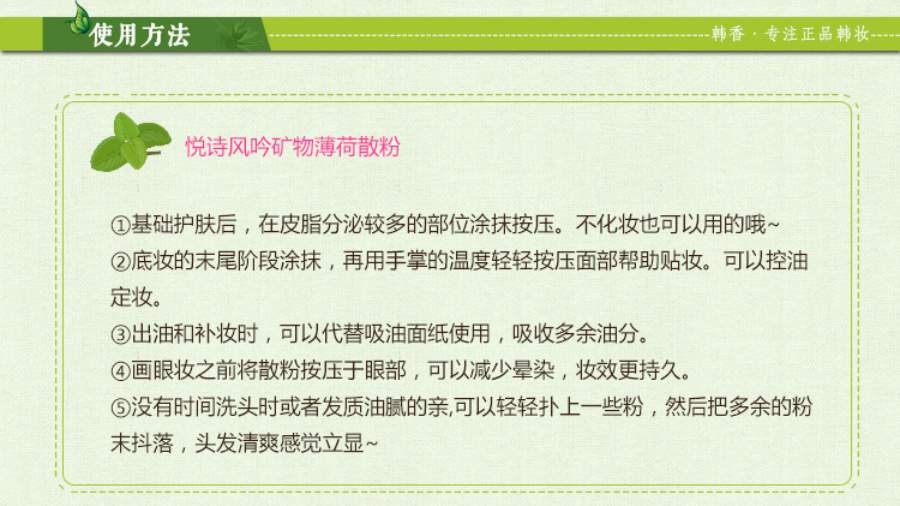 使用方法
韩香·专注正品韩妆
悦诗风吟矿物薄荷散粉
①基础护肤后，在皮脂分泌较多的部位涂抹按压。不化妆也可以用的哦~
②底妆的末尾阶段涂抹，再用手掌的温度轻轻按压面部帮助贴妆。可以控油
定妆。
③出油和补妆时，可以代替吸油面纸使用，吸收多余油分。
④画眼妆之前将散粉按压于眼部，可以减少晕染，妆效更持久。
⑤没有时间洗头时或者发质油腻的亲,可以轻轻扑上一些粉，然后把多余的粉
末抖落，头发清爽感觉立显~